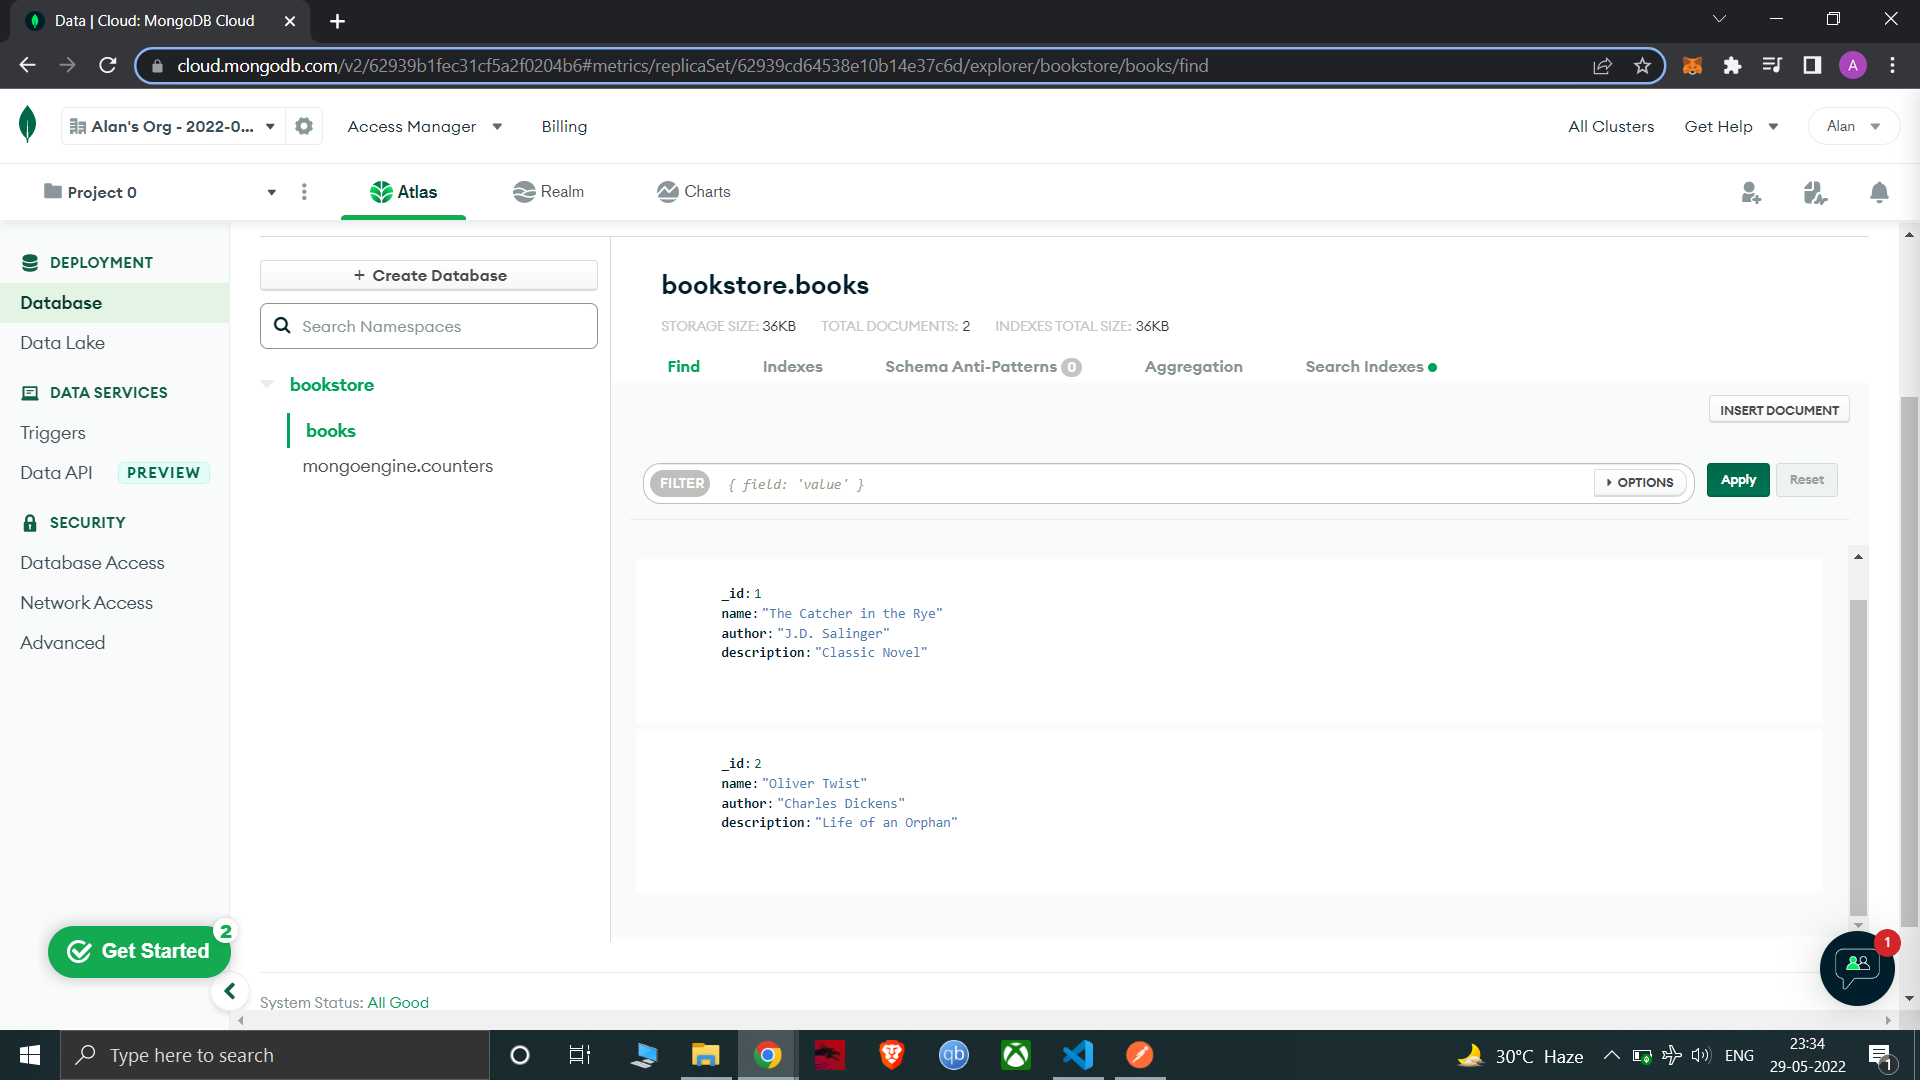 Data | Cloud: MongoDB Cloud
cloud.mongodb.com/v2/62939b1fec31cf5a2f0204b6#metrics/replicaSet/62939cd64538e10b14e37c6d/explorer/bookstore/books/find
A
Alan's Org - 2022-0...
Access Manager
Billing
All Clusters
Get Help
Alan
Project 0
Atlas
Realm
Charts
DEPLOYMENT
Database
Data Lake
DATA SERVICES
Triggers
Data API PREVIEW
SECURITY
Database Access
Network Access
Advanced
Get Started
2
+ Create Database
Search Namespaces
bookstore
books
mongoengine.counters
bookstore.books
STORAGE SIZE: 36KB TOTAL DOCUMENTS: 2 INDEXES TOTAL SIZE: 36KB
Find Indexes Schema Anti-Patterns 0 Aggregation Search Indexes
INSERT DOCUMENT
FILTER { field: 'value' } OPTIONS Apply Reset
_id: 1
name: "The Catcher in the Rye"
author: "J.D. Salinger"
description: "Classic Novel"
_id: 2
name: "Oliver Twist"
author: "Charles Dickens"
description: "Life of an Orphan"
1
System Status: All Good
Type here to search
qb
30°C Haze
ENG
23:34
29-05-2022
1